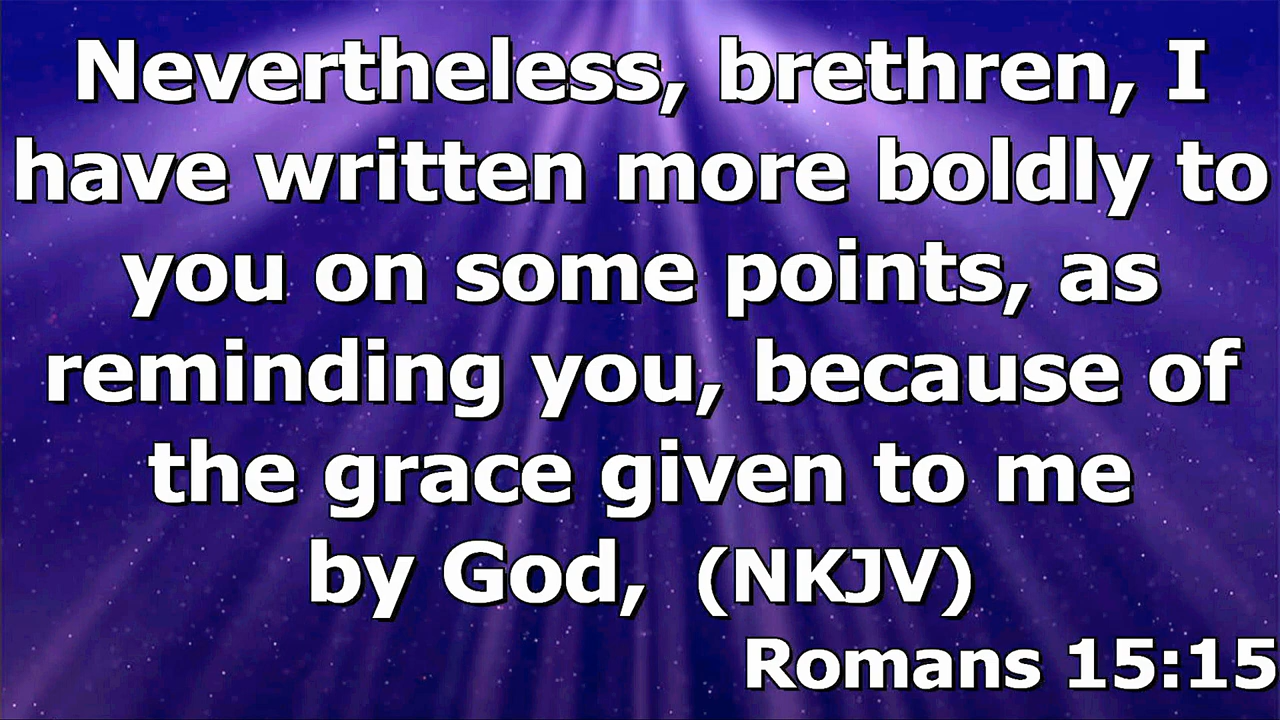 Nevertheless, brethren, I
have written more boldly to
you on some points, as
reminding you, because of
the grace given to me
by God, (NKJV)
Romans 15:15